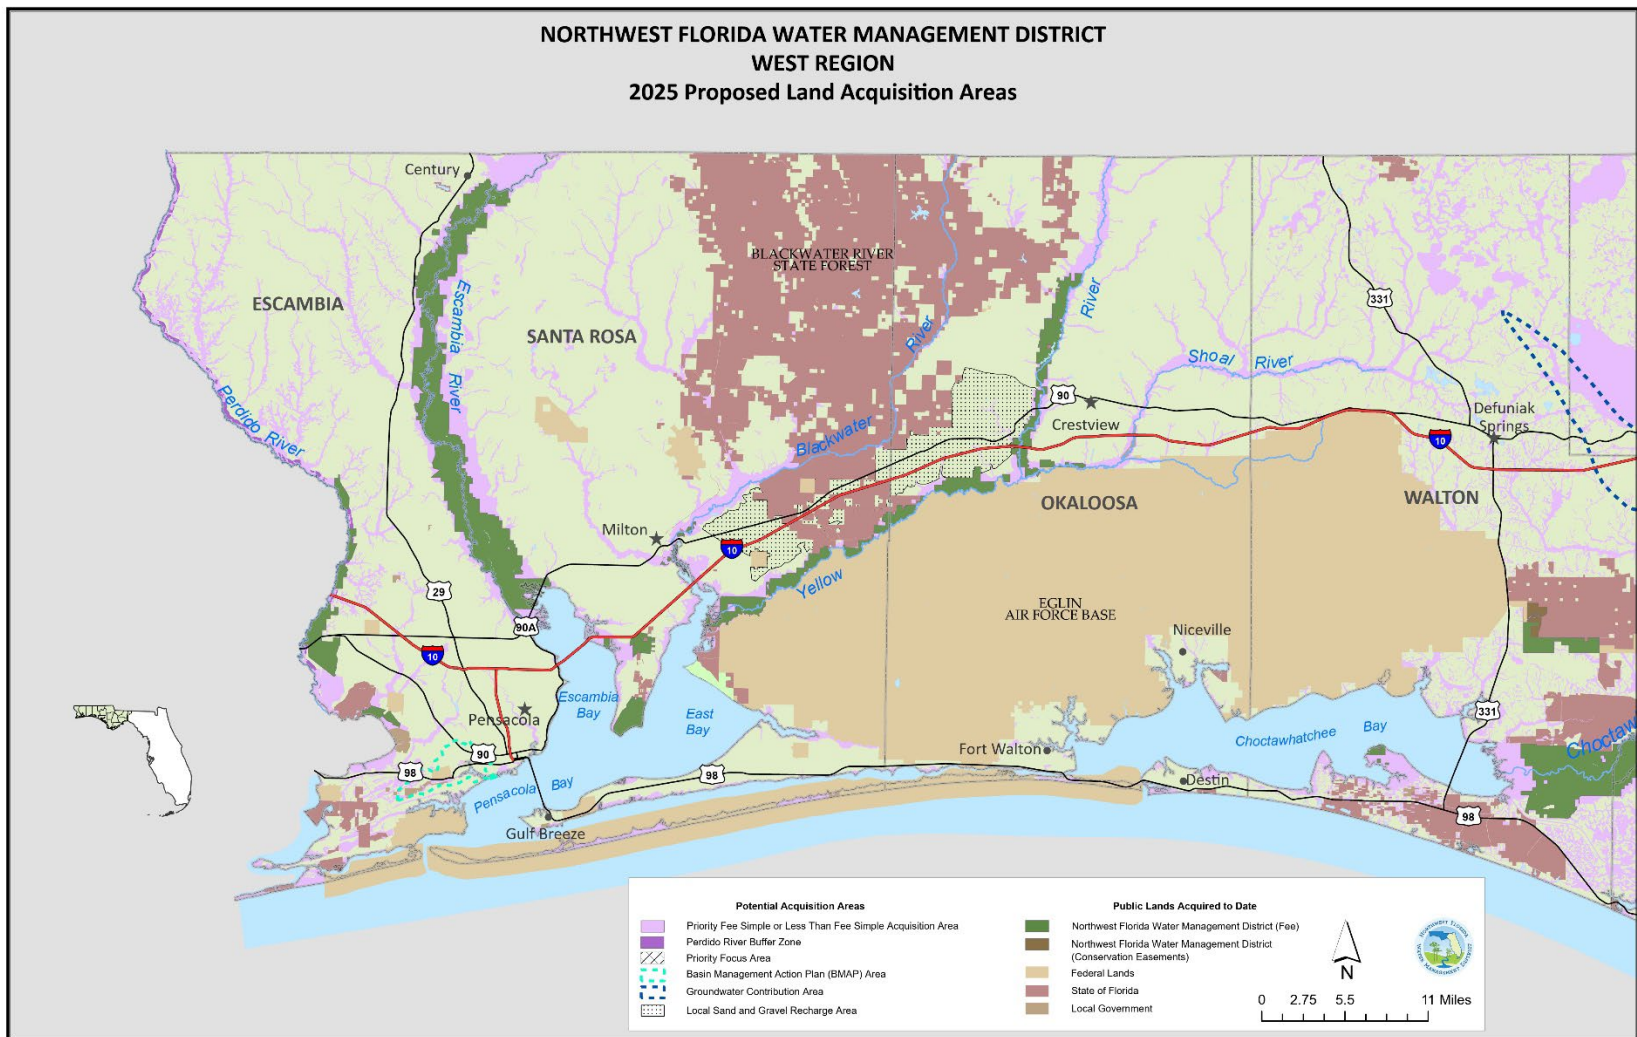 NORTHWEST FLORIDA WATER MANAGEMENT DISTRICT
WEST REGION
2025 Proposed Land Acquisition Areas
Century
BLACKWATER RIVER
STATE FOREST
ESCAMBIA
Escambia River
SANTA ROSA
River
River
331
Shoal River
Perdido River
90
Crestview
Defuniak
Springs
10
Blackwater
OKALOOSA
WALTON
Milton
10
Yellow
29
90A
EGLIN
AIR FORCE BASE
Niceville
10
Escambia
Bay
East
Bay
Pensacola
331
Choctawhatchee Bay
Choctaw
Fort Walton
90
98
98
Destin
Pensacola Bay
Gulf Breeze
98
Potential Acquisition Areas
Priority Fee Simple or Less Than Fee Simple Acquisition Area
Perdido River Buffer Zone
Priority Focus Area
Basin Management Action Plan (BMAP) Area
Groundwater Contribution Area
Local Sand and Gravel Recharge Area
Public Lands Acquired to Date
Northwest Florida Water Management District (Fee)
Northwest Florida Water Management District
(Conservation Easements)
Federal Lands
State of Florida
Local Government
N
0 2.75 5.5 11 Miles
NORTHWEST FLORIDA
WATER MANAGEMENT DISTRICT